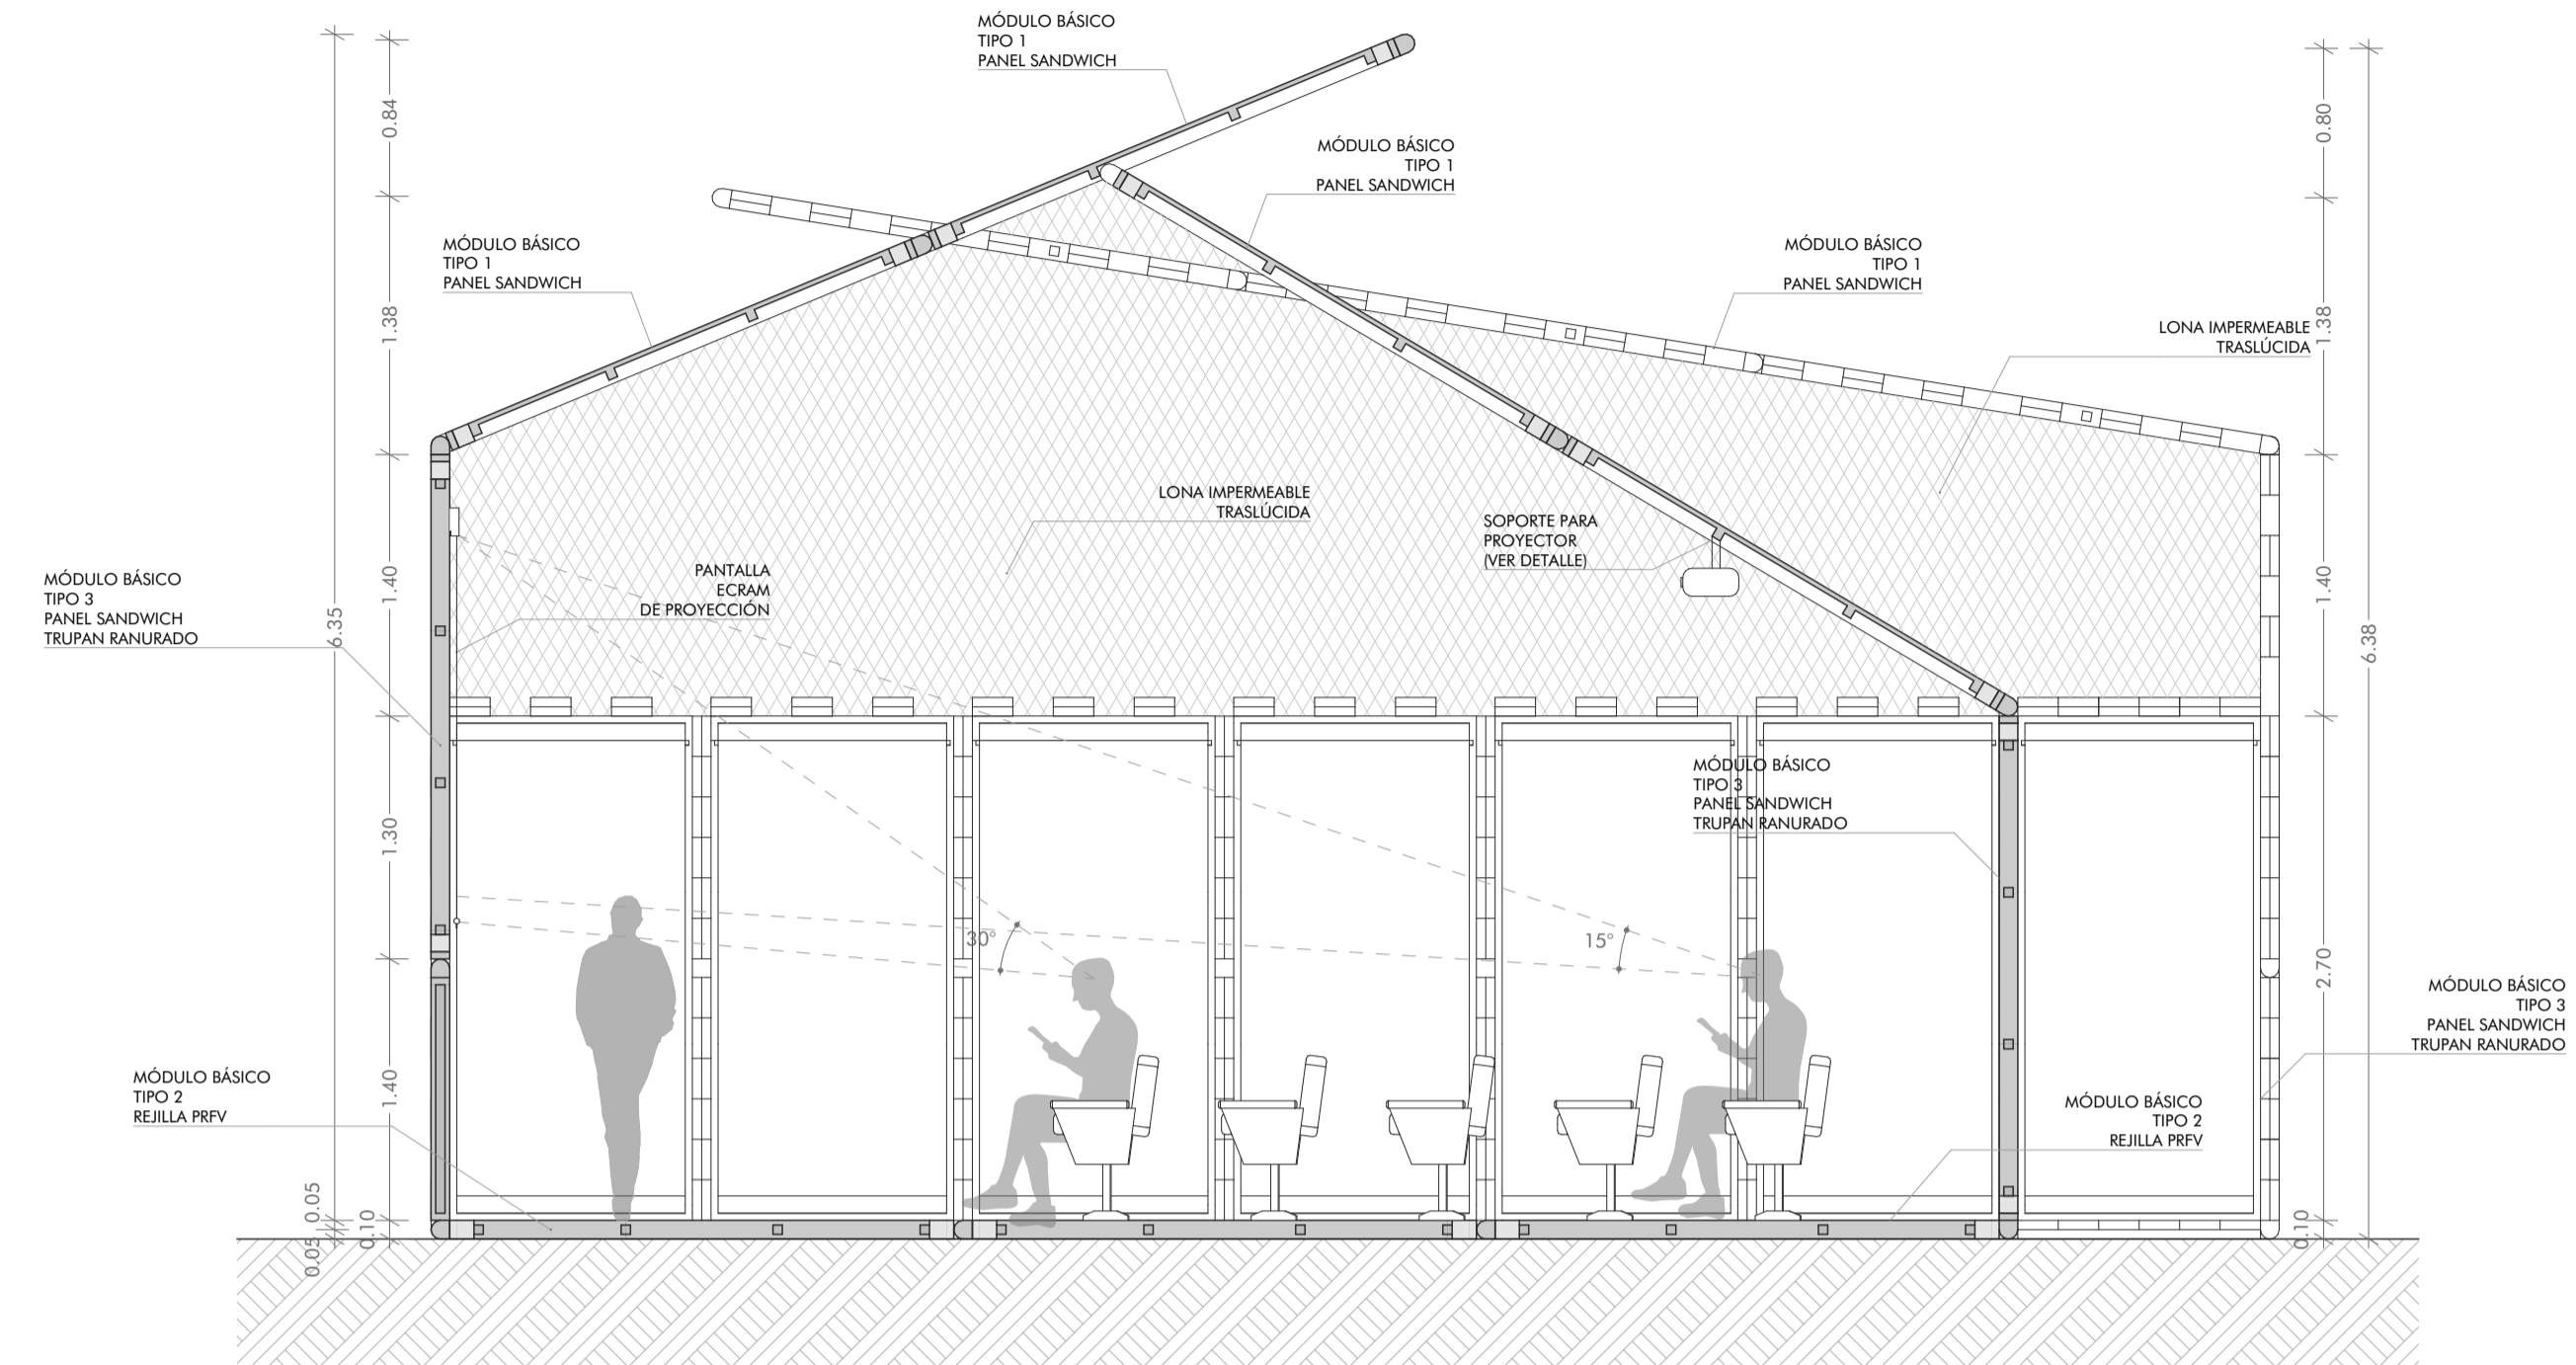 MÓDULO BÁSICO
TIPO 1
PANEL SANDWICH
MÓDULO BÁSICO
TIPO 1
PANEL SANDWICH
MÓDULO BÁSICO
TIPO 1
PANEL SANDWICH
MÓDULO BÁSICO
TIPO 1
PANEL SANDWICH
LONA IMPERMEABLE
TRASLÚCIDA
LONA IMPERMEABLE
TRASLÚCIDA
SOPORTE PARA
PROYECTOR
(VER DETALLE)
PANTALLA
ECRAM
DE PROYECCIÓN
MÓDULO BÁSICO
TIPO 3
PANEL SANDWICH
TRUPAN RANURADO
MÓDULO BÁSICO
TIPO 3
PANEL SANDWICH
TRUPAN RANURADO
30°
15°
MÓDULO BÁSICO
TIPO 3
PANEL SANDWICH
TRUPAN RANURADO
MÓDULO BÁSICO
TIPO 2
REJILLA PRFV
MÓDULO BÁSICO
TIPO 2
REJILLA PRFV
6.35
0.05
0.05
0.84
1.38
1.40
1.30
1.40
0.10
0.80
1.38
1.40
2.70
0.10
6.38